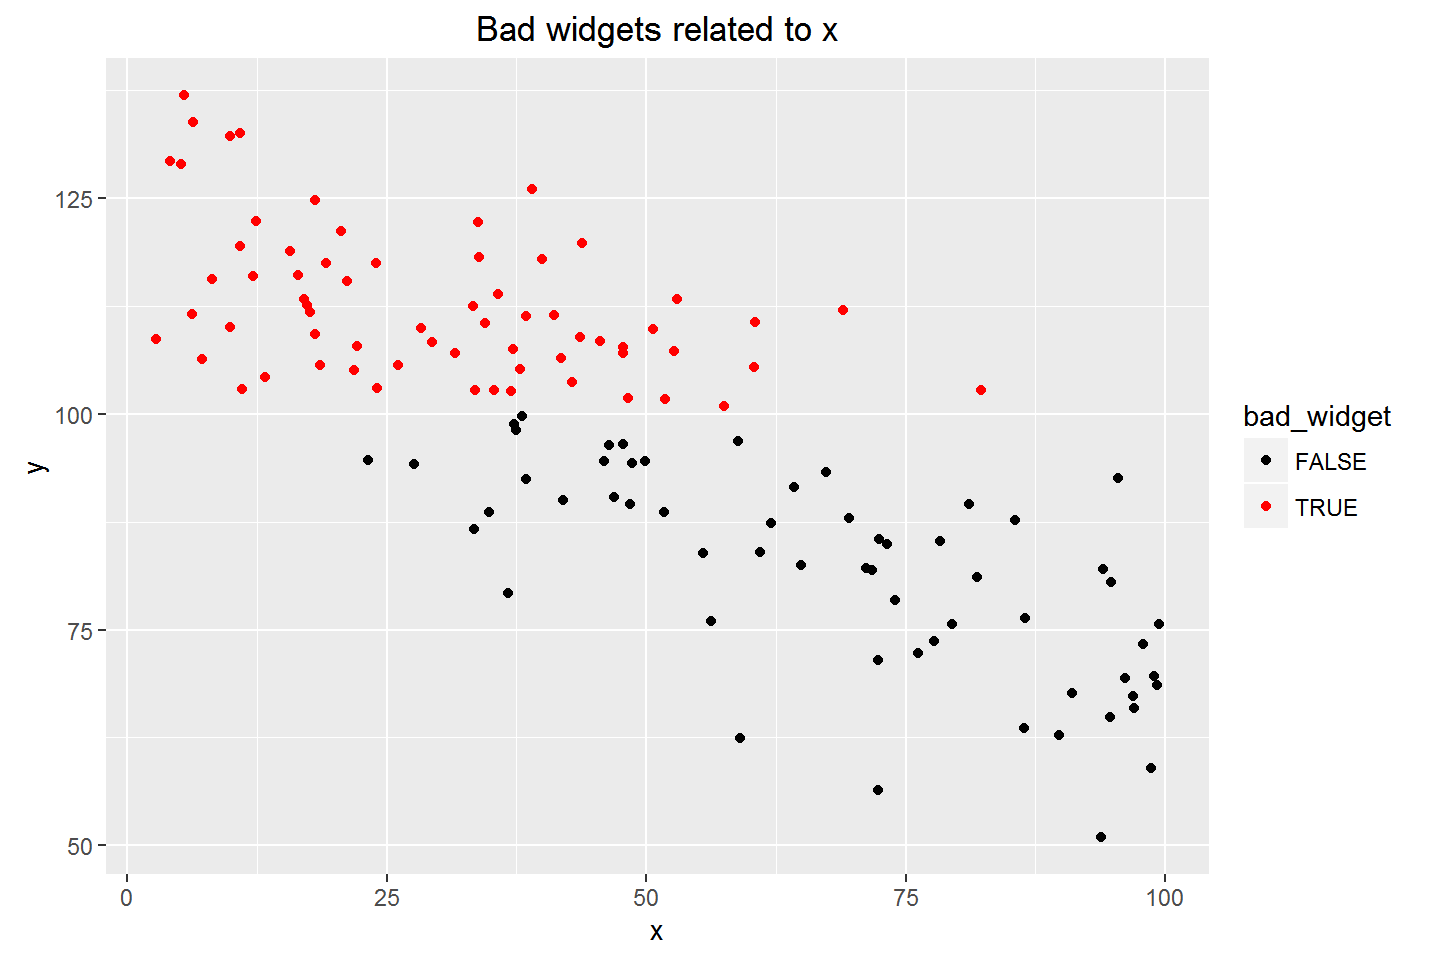 Bad widgets related to x
125
100
75
50
y
0 25 50 75 100
x
bad_widget
FALSE
TRUE